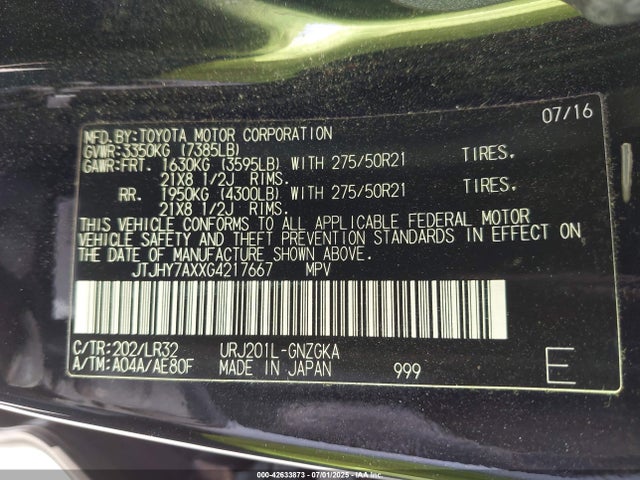 07/16
MFD.BY:TOYOTA MOTOR CORPORATION
GVWR:3350KG (7385LB)
GAWR:FRT. 1630KG (3595LB) WITH 275/50R21 TIRES.
21X8 1/2J RIMS.
RR. 1950KG (4300LB) WITH 275/50R21 TIRES.
21X8 1/2J RIMS.
THIS VEHICLE CONFORMS TO ALL APPLICABLE FEDERAL MOTOR
VEHICLE SAFETY AND THEFT PREVENTION STANDARDS IN EFFECT ON
THE DATE OF MANUFACTURE SHOWN ABOVE.
JTJHY7AXXG4217667 MPV
C/TR:202/LR32 URJ201L-GNZGKA
A/TM:A04A/AE80F MADE IN JAPAN 999 E
000-42633873 - 07/01/2025 - IAA Inc.